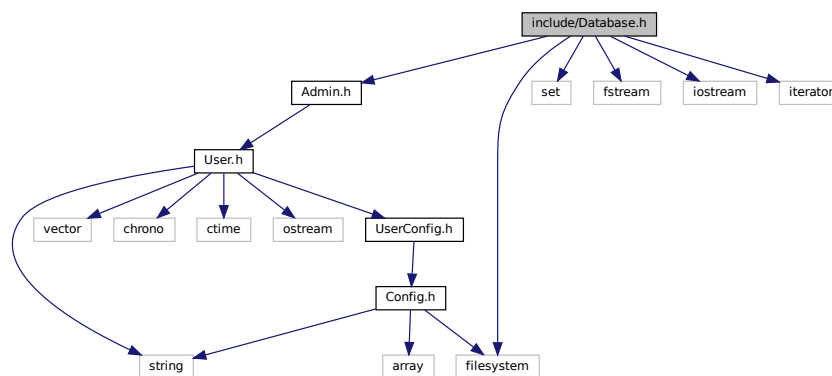 include/Database.h
Admin.h
set
fstream
iostream
iterator
User.h
vector
chrono
ctime
ostream
UserConfig.h
Config.h
string
array
filesystem